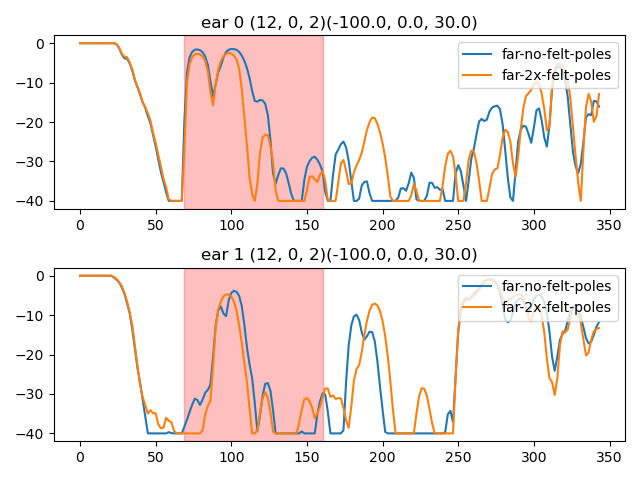 ear 0 (12, 0, 2)(-100.0, 0.0, 30.0)
0
−10
−20
−30
−40
far-no-felt-poles
far-2x-felt-poles
0 50 100 150 200 250 300 350
ear 1 (12, 0, 2)(-100.0, 0.0, 30.0)
0
−10
−20
−30
−40
far-no-felt-poles
far-2x-felt-poles
0 50 100 150 200 250 300 350